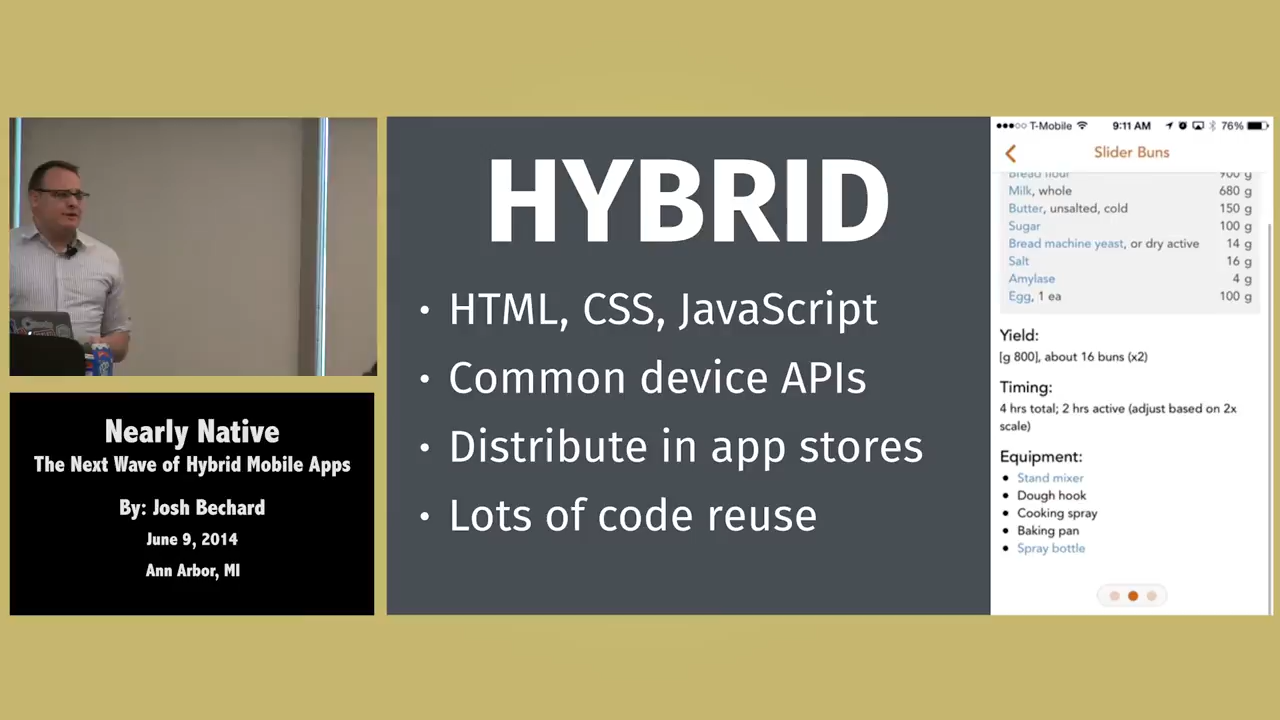 HYBRID
• HTML, CSS, JavaScript
• Common device APIs
• Distribute in app stores
• Lots of code reuse
Nearly Native
The Next Wave of Hybrid Mobile Apps
By: Josh Bechard
June 9, 2014
Ann Arbor, MI
T-Mobile 9:11 AM 76%
Slider Buns
Bread flour 900 g
Milk, whole 680 g
Butter, unsalted, cold 150 g
Sugar 100 g
Bread machine yeast, or dry active 14 g
Salt 16 g
Amylase 4 g
Egg, 1 ea 100 g
Yield:
[g 800], about 16 buns (x2)
Timing:
4 hrs total; 2 hrs active (adjust based on 2x
scale)
Equipment:
• Stand mixer
• Dough hook
• Cooking spray
• Baking pan
• Spray bottle